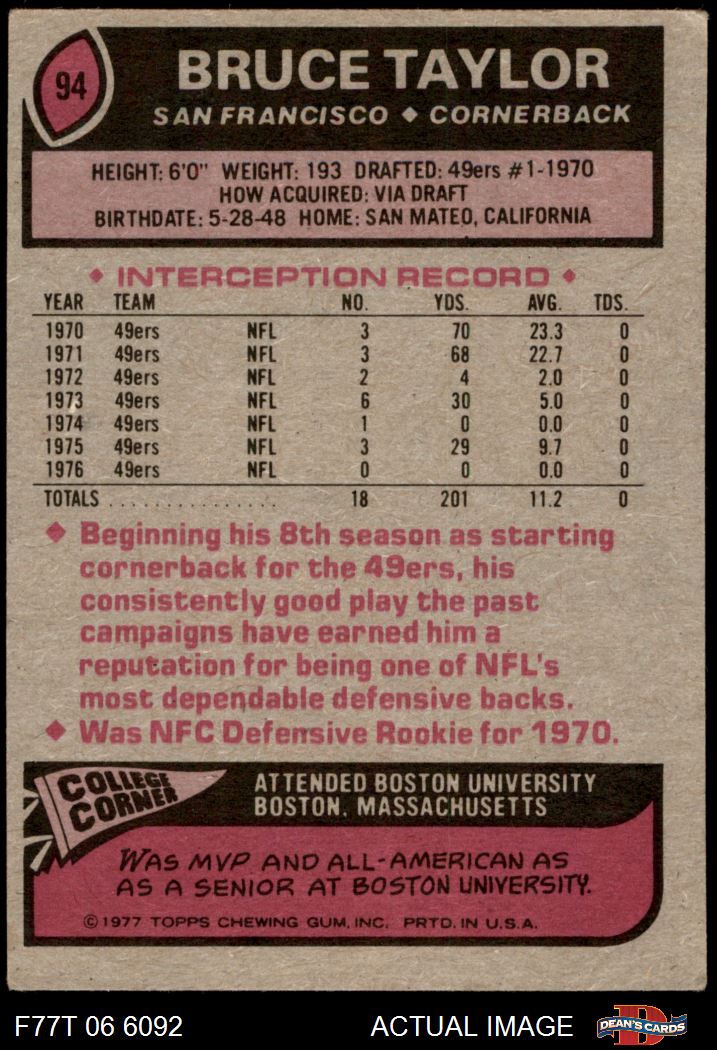 94
BRUCE TAYLOR
SAN FRANCISCO ◆ CORNERBACK
HEIGHT: 6'0" WEIGHT: 193 DRAFTED: 49ers #1-1970
HOW ACQUIRED: VIA DRAFT
BIRTHDATE: 5-28-48 HOME: SAN MATEO, CALIFORNIA
◆ INTERCEPTION RECORD ◆
YEAR TEAM NO. YDS. AVG. TDS.
1970 49ers NFL 3 70 23.3 0
1971 49ers NFL 3 68 22.7 0
1972 49ers NFL 2 4 2.0 0
1973 49ers NFL 6 30 5.0 0
1974 49ers NFL 1 0 0.0 0
1975 49ers NFL 3 29 9.7 0
1976 49ers NFL 0 0 0.0 0
TOTALS . . . . . . . . . . . . . . . 18 201 11.2 0
◆ Beginning his 8th season as starting
cornerback for the 49ers, his
consistently good play the past
campaigns have earned him a
reputation for being one of NFL's
most dependable defensive backs.
◆ Was NFC Defensive Rookie for 1970.
COLLEGE
CORNER
ATTENDED BOSTON UNIVERSITY
BOSTON, MASSACHUSETTS
WAS MVP AND ALL-AMERICAN AS
AS A SENIOR AT BOSTON UNIVERSITY.
©1977 TOPPS CHEWING GUM, INC. PRTD. IN U.S.A.
F77T 06 6092 ACTUAL IMAGE
D
DEAN'S CARDS